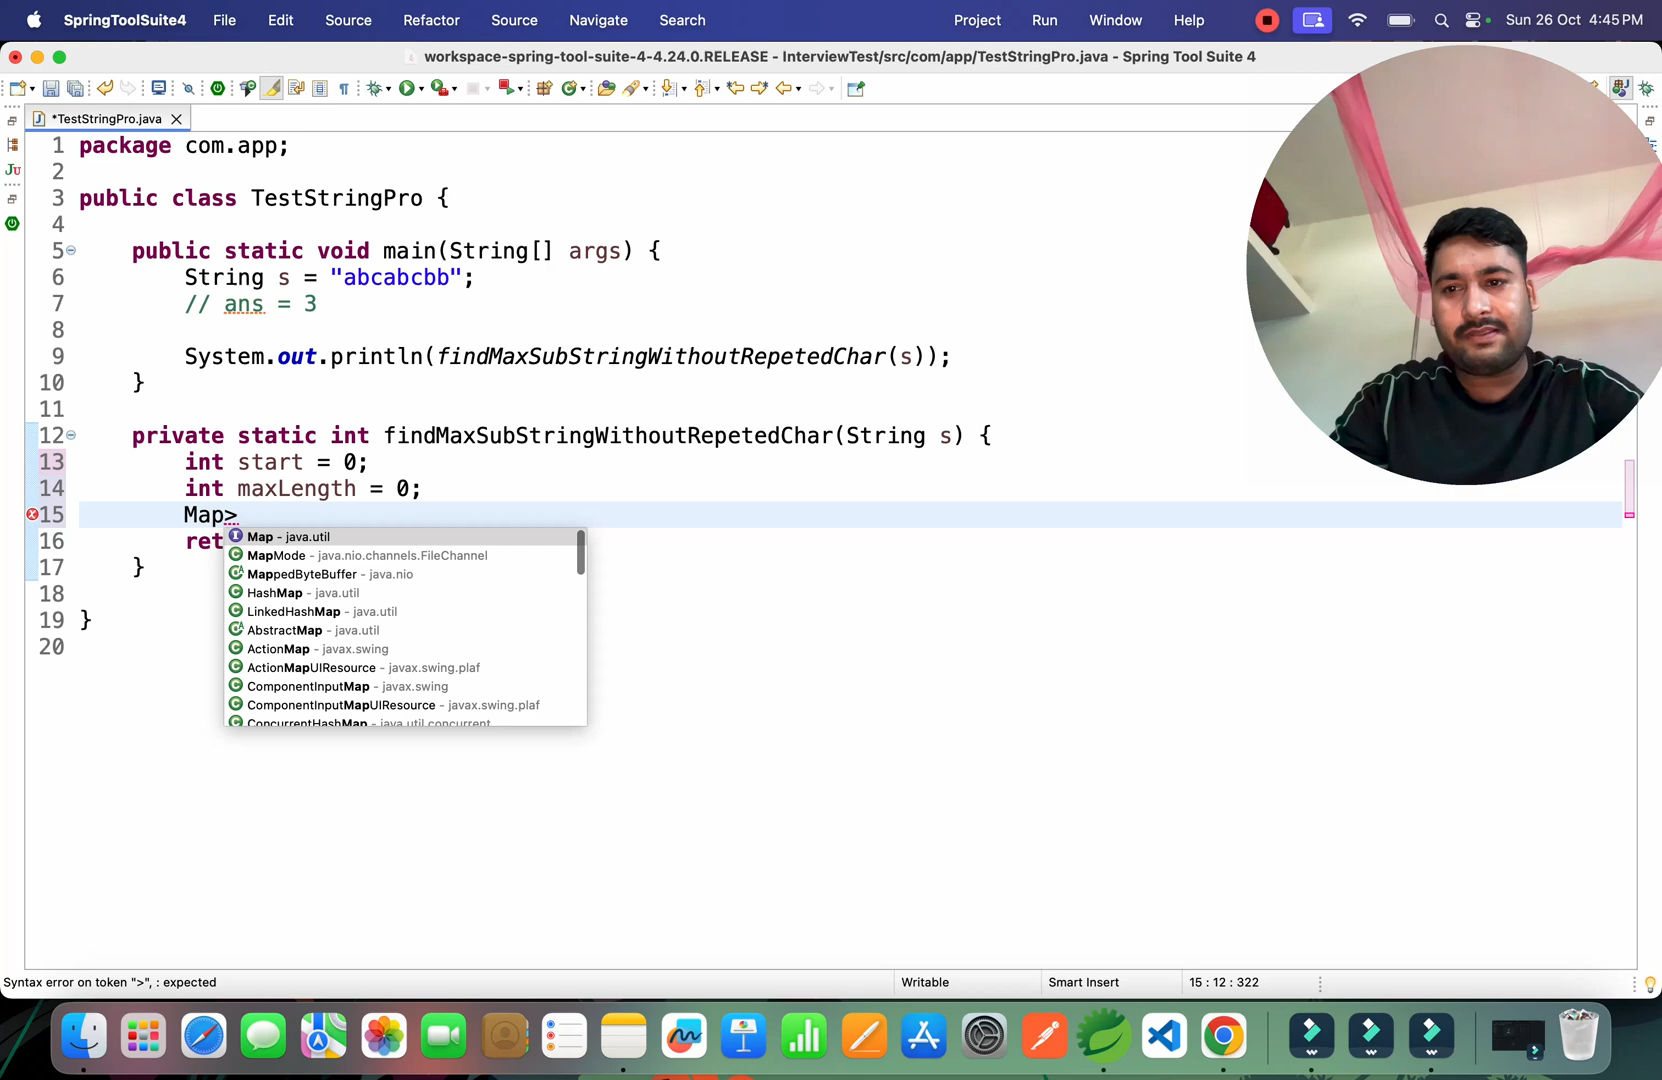 SpringToolSuite4 File Edit Source Refactor Source Navigate Search Project Run Window Help Sun 26 Oct 4:45 PM
workspace-spring-tool-suite-4-4.24.0.RELEASE - InterviewTest/src/com/app/TestStringPro.java - Spring Tool Suite 4
*TestStringPro.java
1 package com.app;
2
3 public class TestStringPro {
4
5 public static void main(String[] args) {
6 String s = "abcabcbb";
7 // ans = 3
8
9 System.out.println(findMaxSubStringWithoutRepetedChar(s));
10 }
11
12 private static int findMaxSubStringWithoutRepetedChar(String s) {
13 int start = 0;
14 int maxLength = 0;
15 Map>
16 ret
17 }
18
19 }
20
Map - java.util
MapMode - java.nio.channels.FileChannel
MappedByteBuffer - java.nio
HashMap - java.util
LinkedHashMap - java.util
AbstractMap - java.util
ActionMap - javax.swing
ActionMapUIResource - javax.swing.plaf
ComponentInputMap - javax.swing
ComponentInputMapUIResource - javax.swing.plaf
ConcurrentHashMap - java.util.concurrent
Syntax error on token ">", : expected Writable Smart Insert 15 : 12 : 322